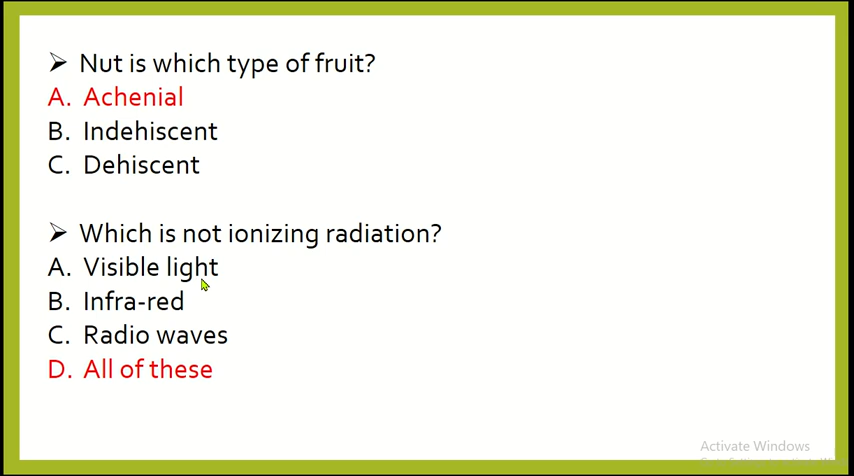 ➢ Nut is which type of fruit?
A. Achenial
B. Indehiscent
C. Dehiscent
➢ Which is not ionizing radiation?
A. Visible light
B. Infra-red
C. Radio waves
D. All of these
Activate Windows